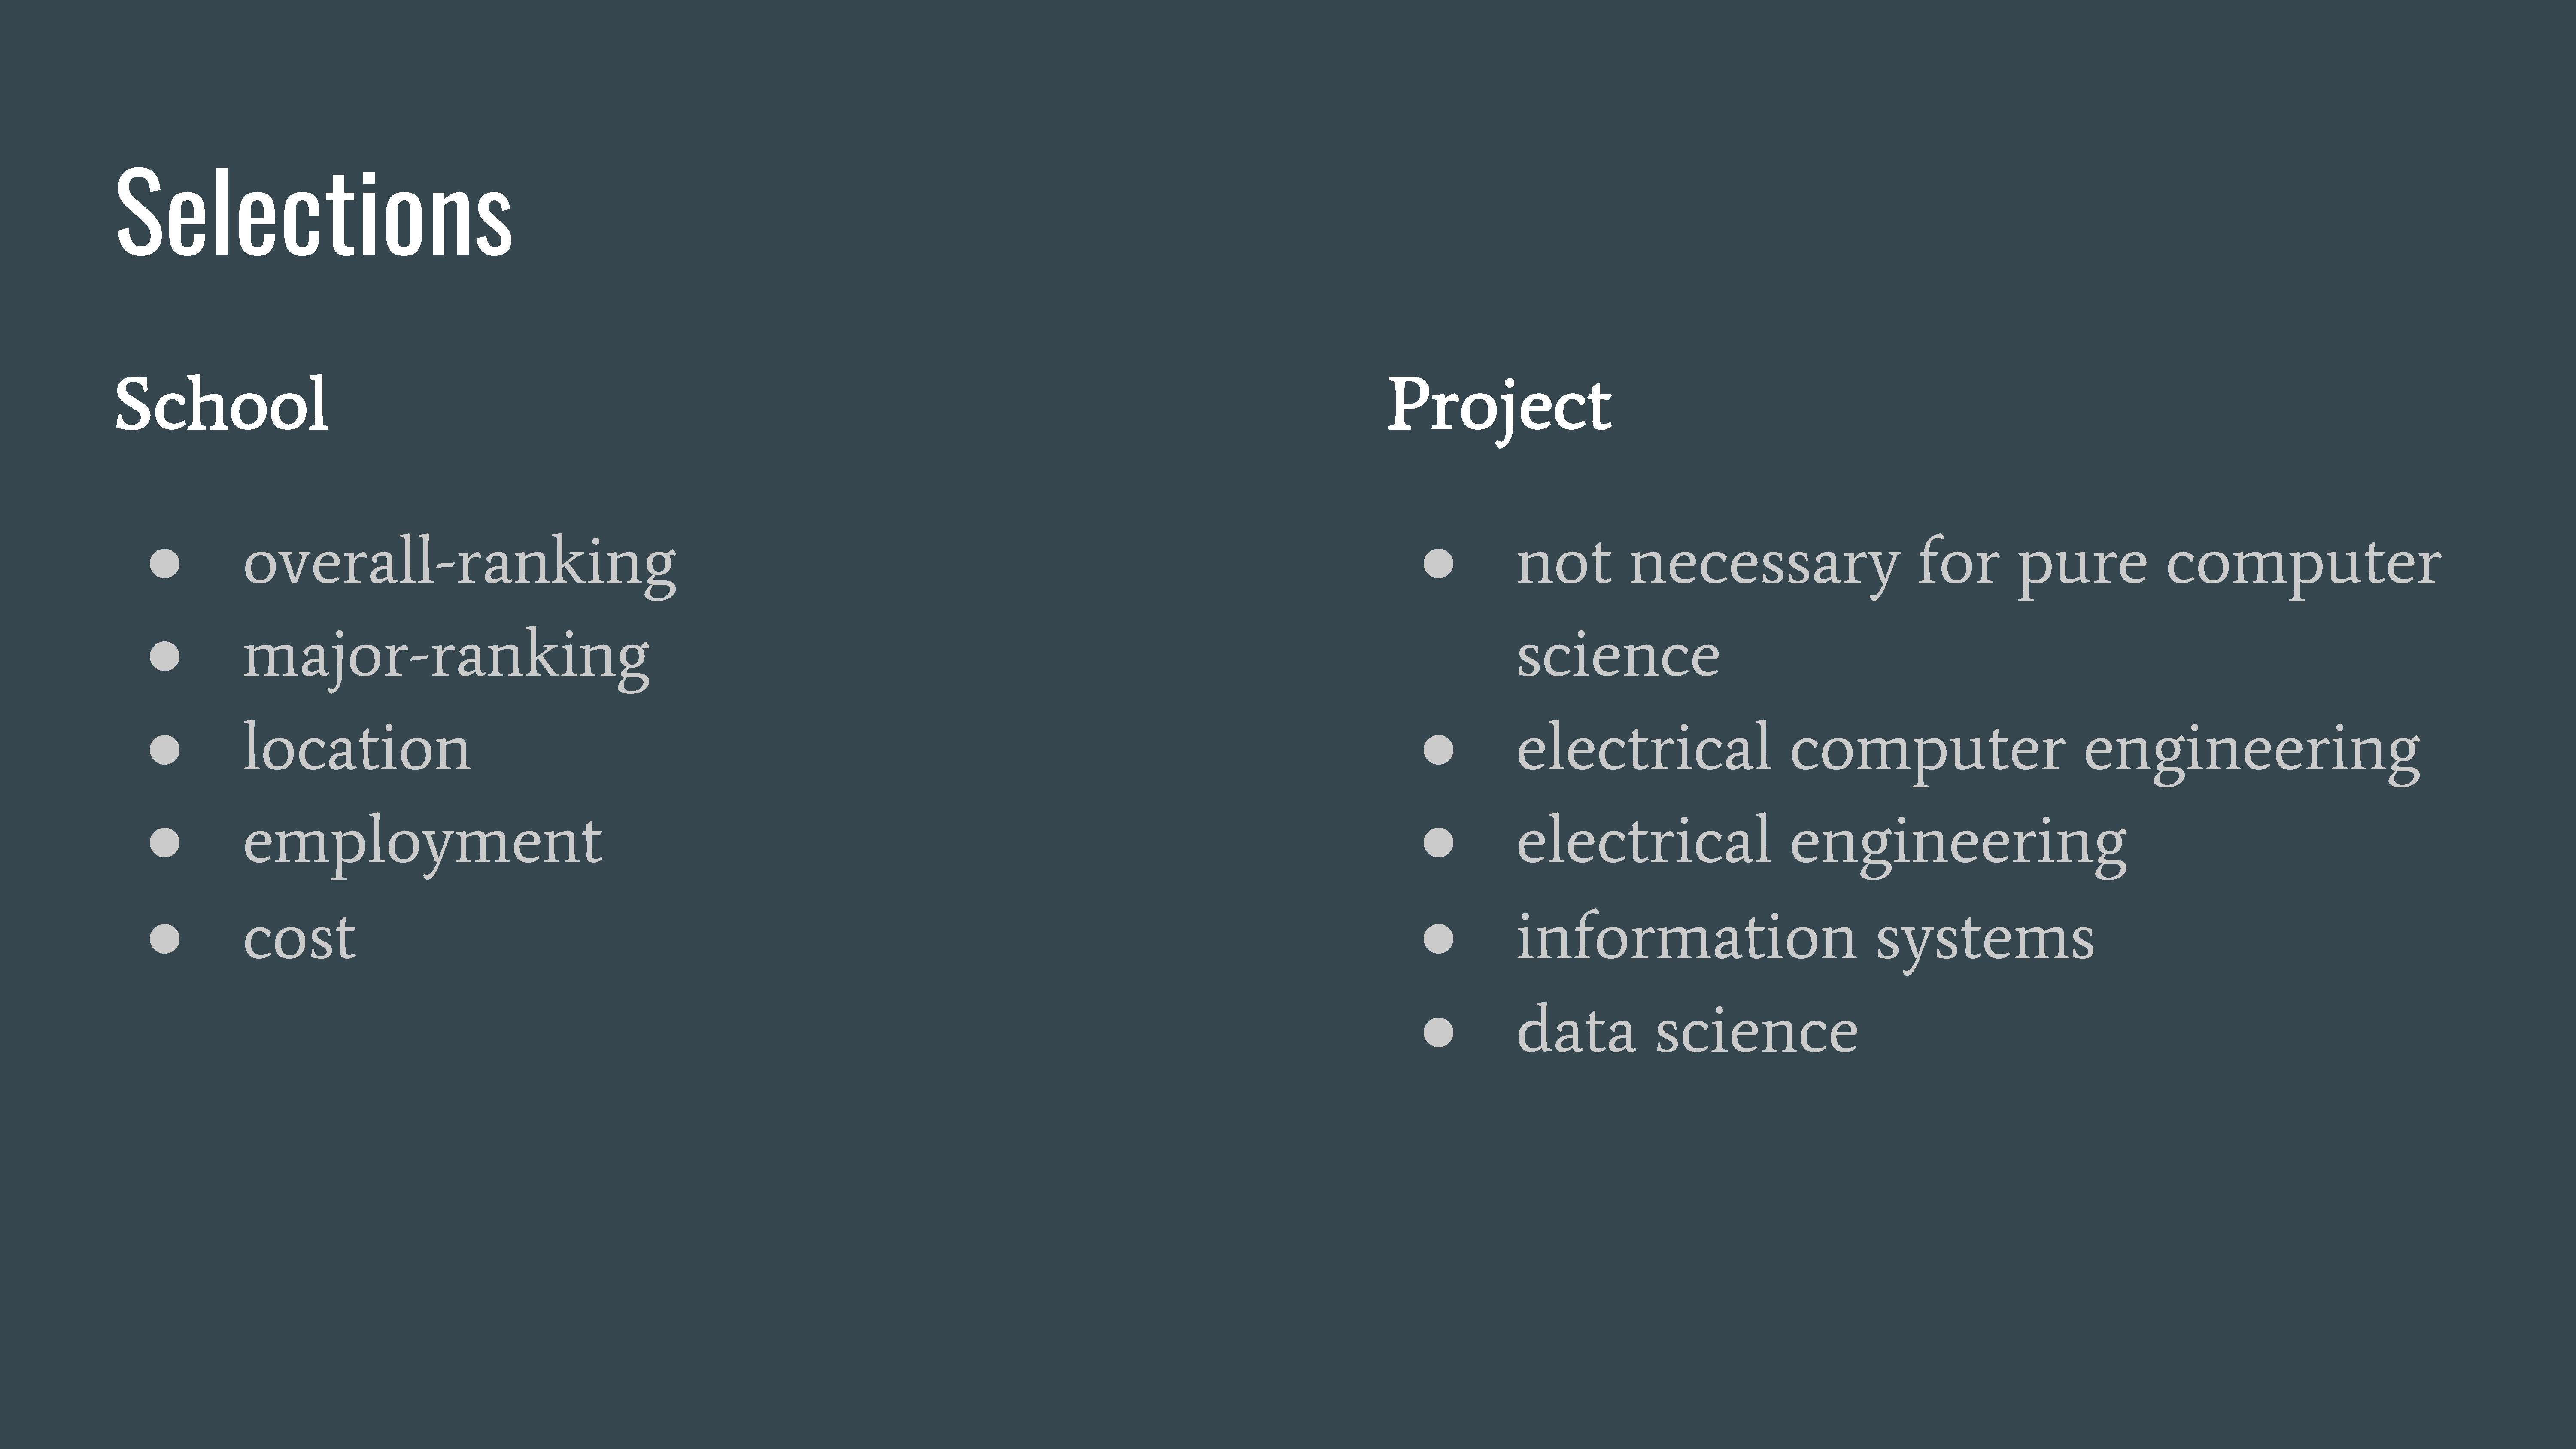 Selections
School
● overall-ranking
● major-ranking
● location
● employment
● cost
Project
● not necessary for pure computer
science
● electrical computer engineering
● electrical engineering
● information systems
● data science